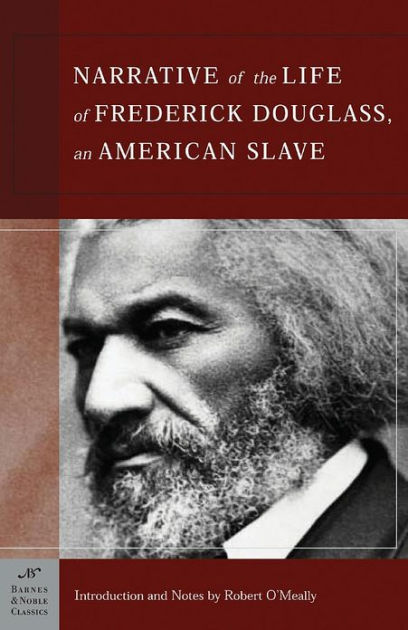 NARRATIVE of the LIFE
of FREDERICK DOUGLASS,
an AMERICAN SLAVE
BN
BARNES
& NOBLE
CLASSICS
Introduction and Notes by Robert O'Meally